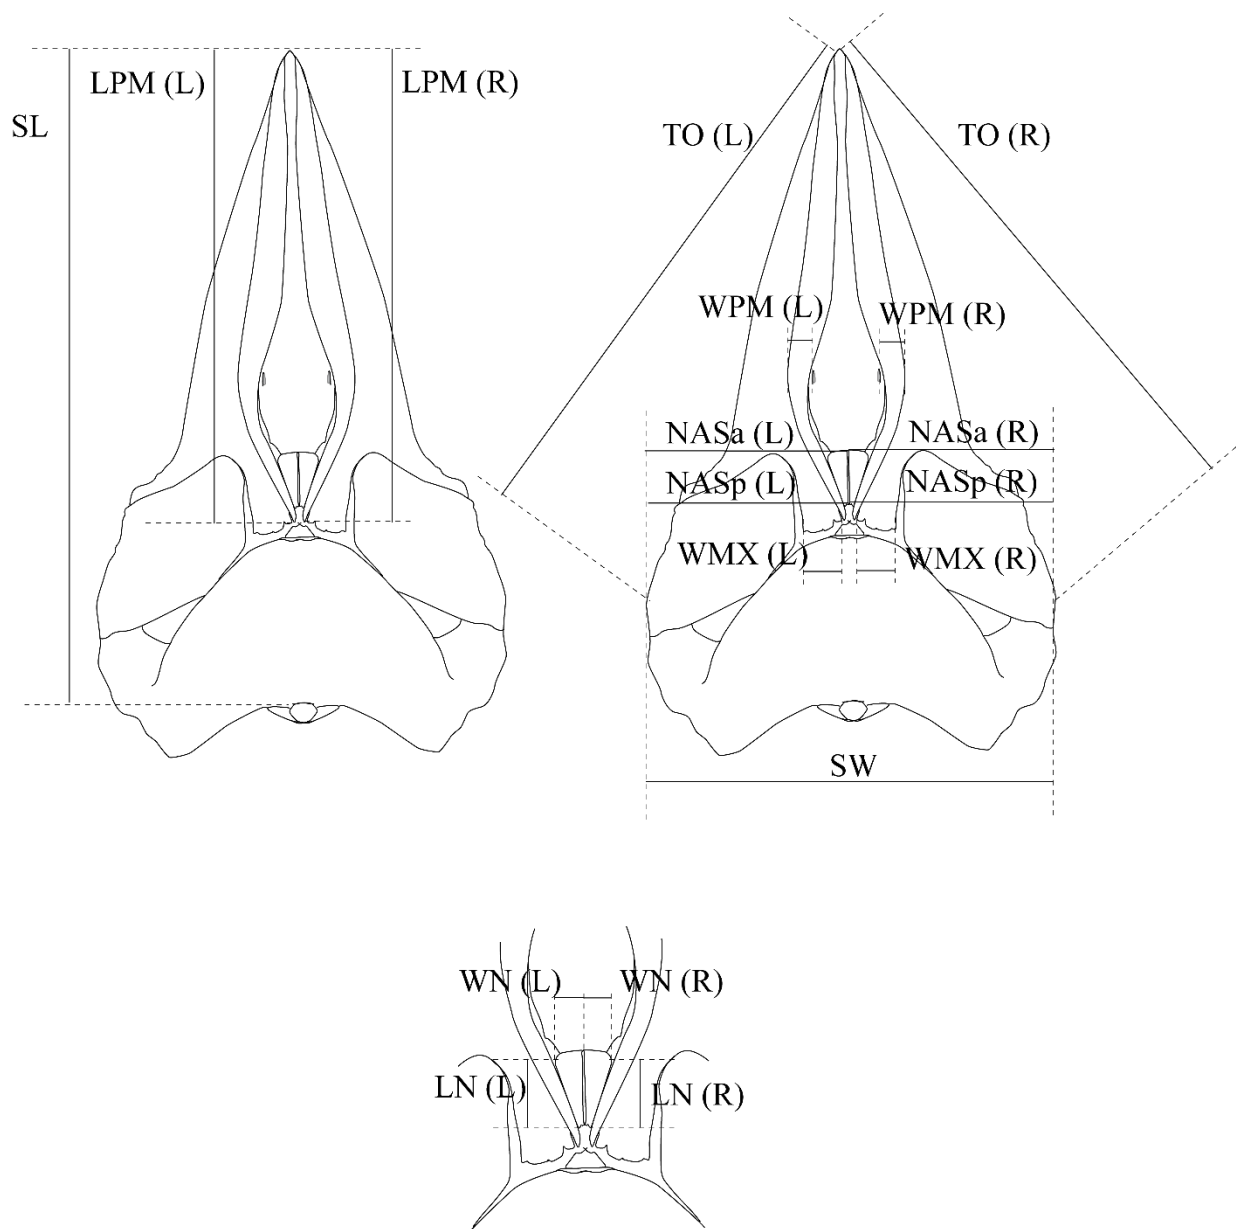 LPM (L)
LPM (R)
SL
TO (L)
TO (R)
WPM (L)
WPM (R)
NASa (L)
NASa (R)
NASp (L)
NASp (R)
WMX (L)
WMX (R)
SW
WN (L)
WN (R)
LN (L)
LN (R)